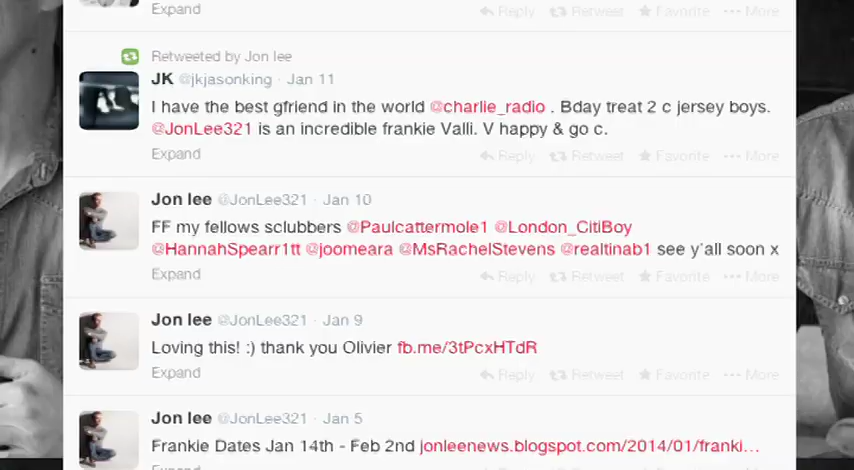 Expand
Reply Retweet Favorite More
Retweeted by Jon lee
JK @jkjasonking · Jan 11
I have the best gfriend in the world @charlie_radio . Bday treat 2 c jersey boys.
@JonLee321 is an incredible frankie Valli. V happy & go c.
Expand
Reply Retweet Favorite More
Jon lee @JonLee321 · Jan 10
FF my fellows sclubbers @Paulcattermole1 @London_CitiBoy
@HannahSpearr1tt @joomeara @MsRachelStevens @realtinab1 see y'all soon x
Expand
Reply Retweet Favorite More
Jon lee @JonLee321 · Jan 9
Loving this! :) thank you Olivier fb.me/3tPcxHTdR
Expand
Reply Retweet Favorite More
Jon lee @JonLee321 · Jan 5
Frankie Dates Jan 14th - Feb 2nd jonleenews.blogspot.com/2014/01/franki...
Expand
Reply Retweet Favorite More